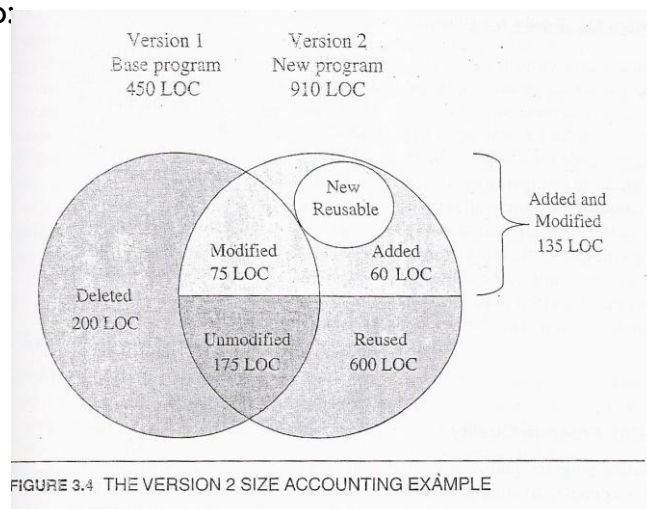 o:
Version 1
Base program
450 LOC
Version 2
New program
910 LOC
New
Reusable
Added and
Modified
135 LOC
Modified
75 LOC
Added
60 LOC
Deleted
200 LOC
Unmodified
175 LOC
Reused
600 LOC
FIGURE 3.4 THE VERSION 2 SIZE ACCOUNTING EXAMPLE